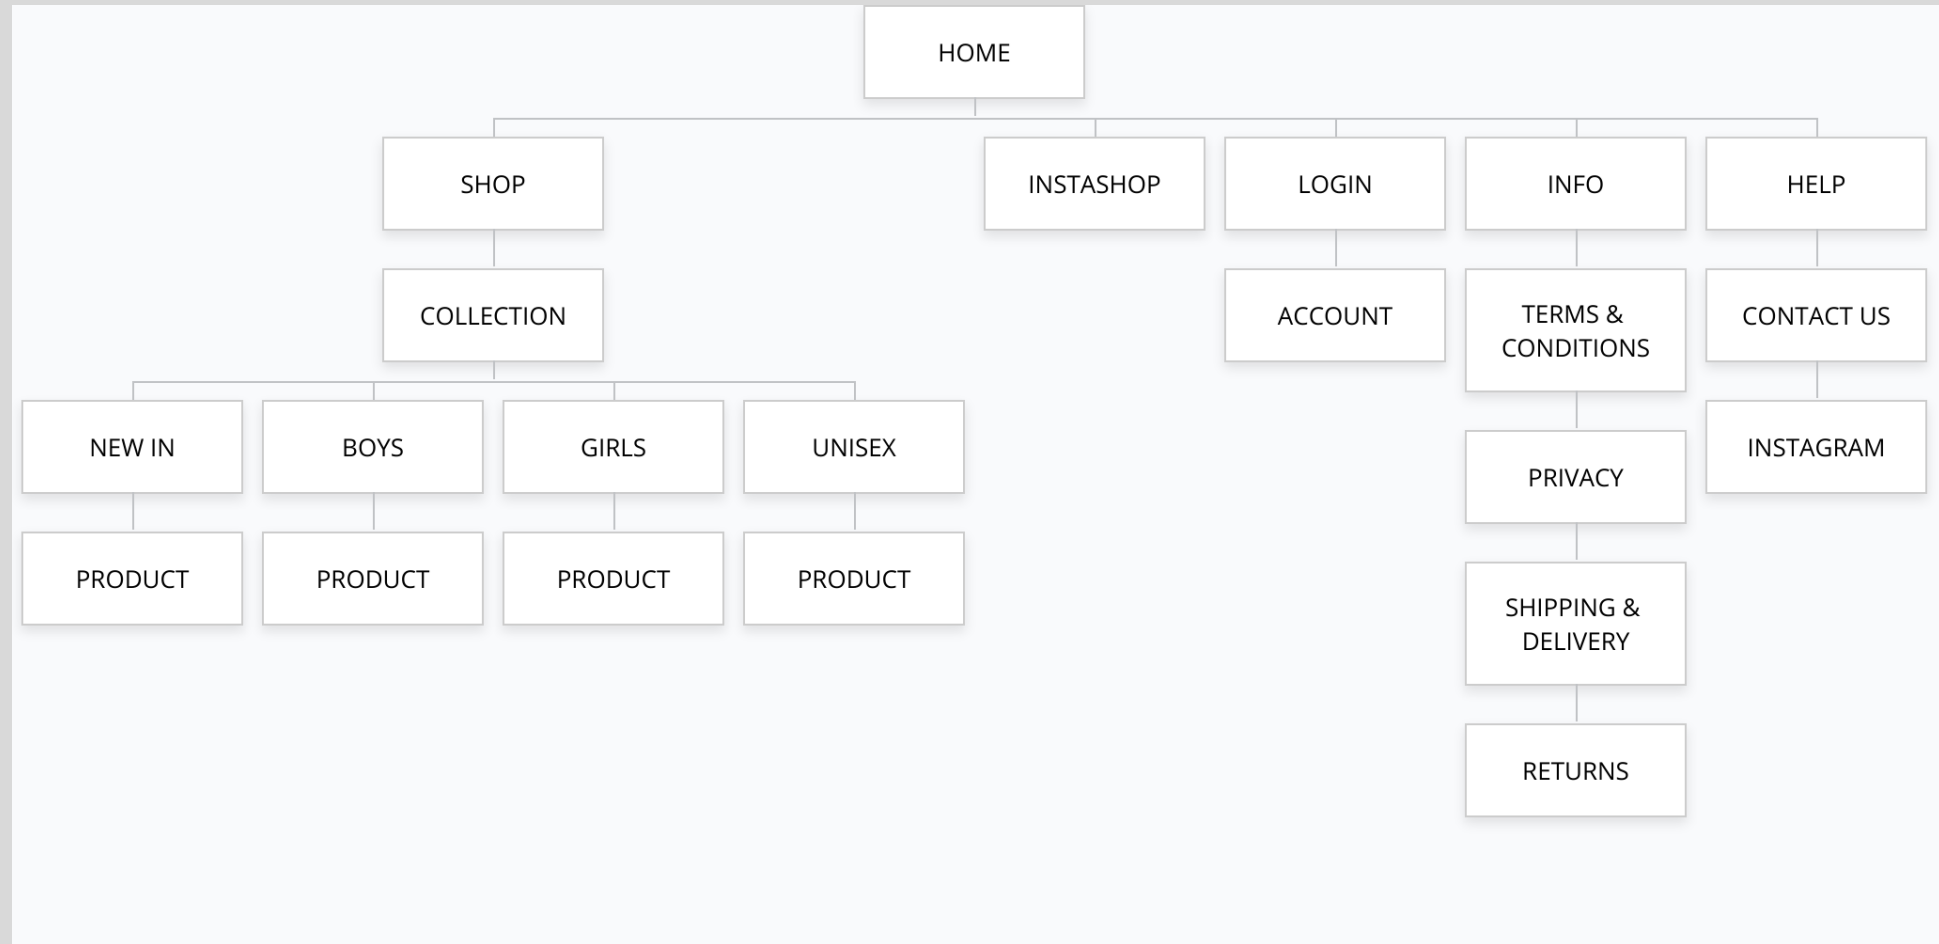 HOME
SHOP
INSTASHOP
LOGIN
INFO
HELP
COLLECTION
ACCOUNT
TERMS &
CONDITIONS
CONTACT US
NEW IN
BOYS
GIRLS
UNISEX
PRIVACY
INSTAGRAM
PRODUCT
PRODUCT
PRODUCT
PRODUCT
SHIPPING &
DELIVERY
RETURNS